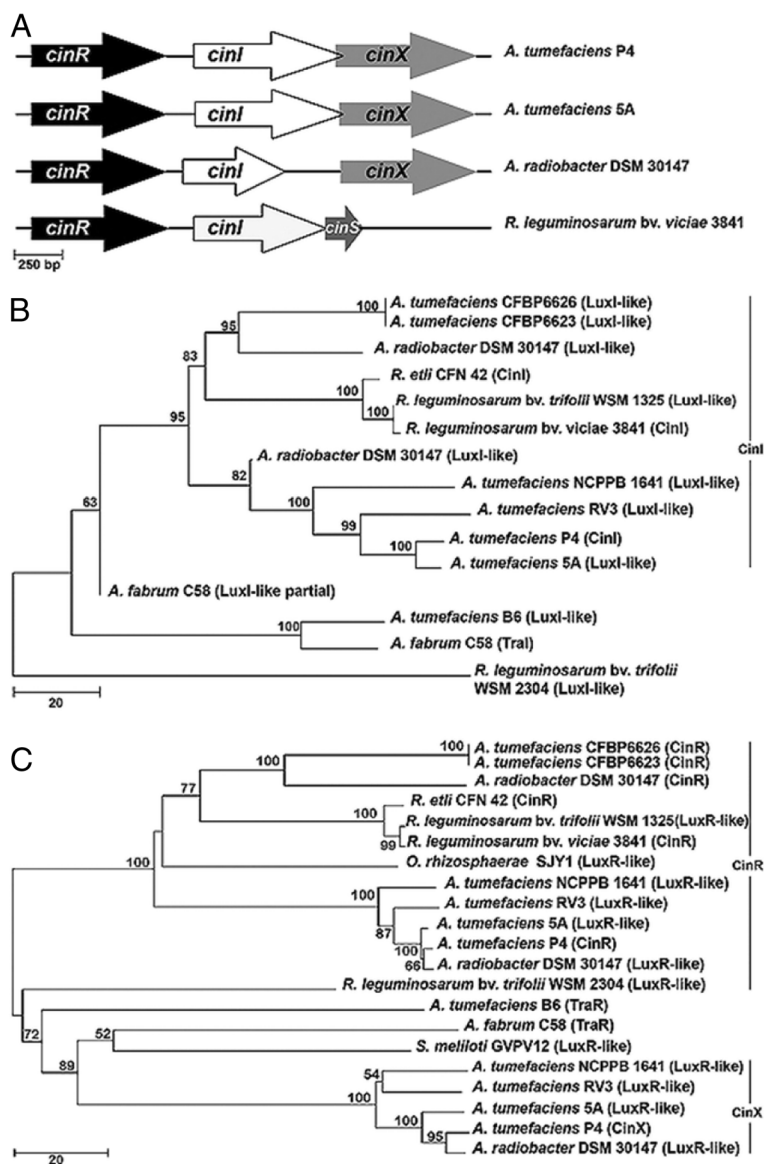 A
cinR cinI cinX A. tumefaciens P4
cinR cinI cinX A. tumefaciens 5A
cinR cinI cinX A. radiobacter DSM 30147
cinR cinI cinS R. leguminosarum bv. viciae 3841
250 bp
B
100 A. tumefaciens CFBP6626 (LuxI-like)
A. tumefaciens CFBP6623 (LuxI-like)
95
A. radiobacter DSM 30147 (LuxI-like)
83
R. etli CFN 42 (CinI)
100
R. leguminosarum bv. trifolii WSM 1325 (LuxI-like)
100
R. leguminosarum bv. viciae 3841 (CinI)
95
CinI
A. radiobacter DSM 30147 (LuxI-like)
82
A. tumefaciens NCPPB 1641 (LuxI-like)
100
A. tumefaciens RV3 (LuxI-like)
63
99
A. tumefaciens P4 (CinI)
100
A. tumefaciens 5A (LuxI-like)
A. fabrum C58 (LuxI-like partial)
A. tumefaciens B6 (LuxI-like)
100
A. fabrum C58 (TraI)
R. leguminosarum bv. trifolii
WSM 2304 (LuxI-like)
20
C
100 A. tumefaciens CFBP6626 (CinR)
A. tumefaciens CFBP6623 (CinR)
100
A. radiobacter DSM 30147 (CinR)
77
R. etli CFN 42 (CinR)
100
R. leguminosarum bv. trifolii WSM 1325(LuxR-like)
99 R. leguminosarum bv. viciae 3841 (CinR)
100
O. rhizosphaerae SJY1 (LuxR-like)
CinR
100 A. tumefaciens NCPPB 1641 (LuxR-like)
A. tumefaciens RV3 (LuxR-like)
87
A. tumefaciens 5A (LuxR-like)
100 A. tumefaciens P4 (CinR)
66 A. radiobacter DSM 30147 (LuxR-like)
R. leguminosarum bv. trifolii WSM 2304 (LuxR-like)
72 A. tumefaciens B6 (TraR)
52 A. fabrum C58 (TraR)
S. meliloti GVPV12 (LuxR-like)
89
A. tumefaciens NCPPB 1641 (LuxR-like)
54
A. tumefaciens RV3 (LuxR-like)
100
A. tumefaciens 5A (LuxR-like)
CinX
100
A. tumefaciens P4 (CinX)
95
A. radiobacter DSM 30147 (LuxR-like)
20